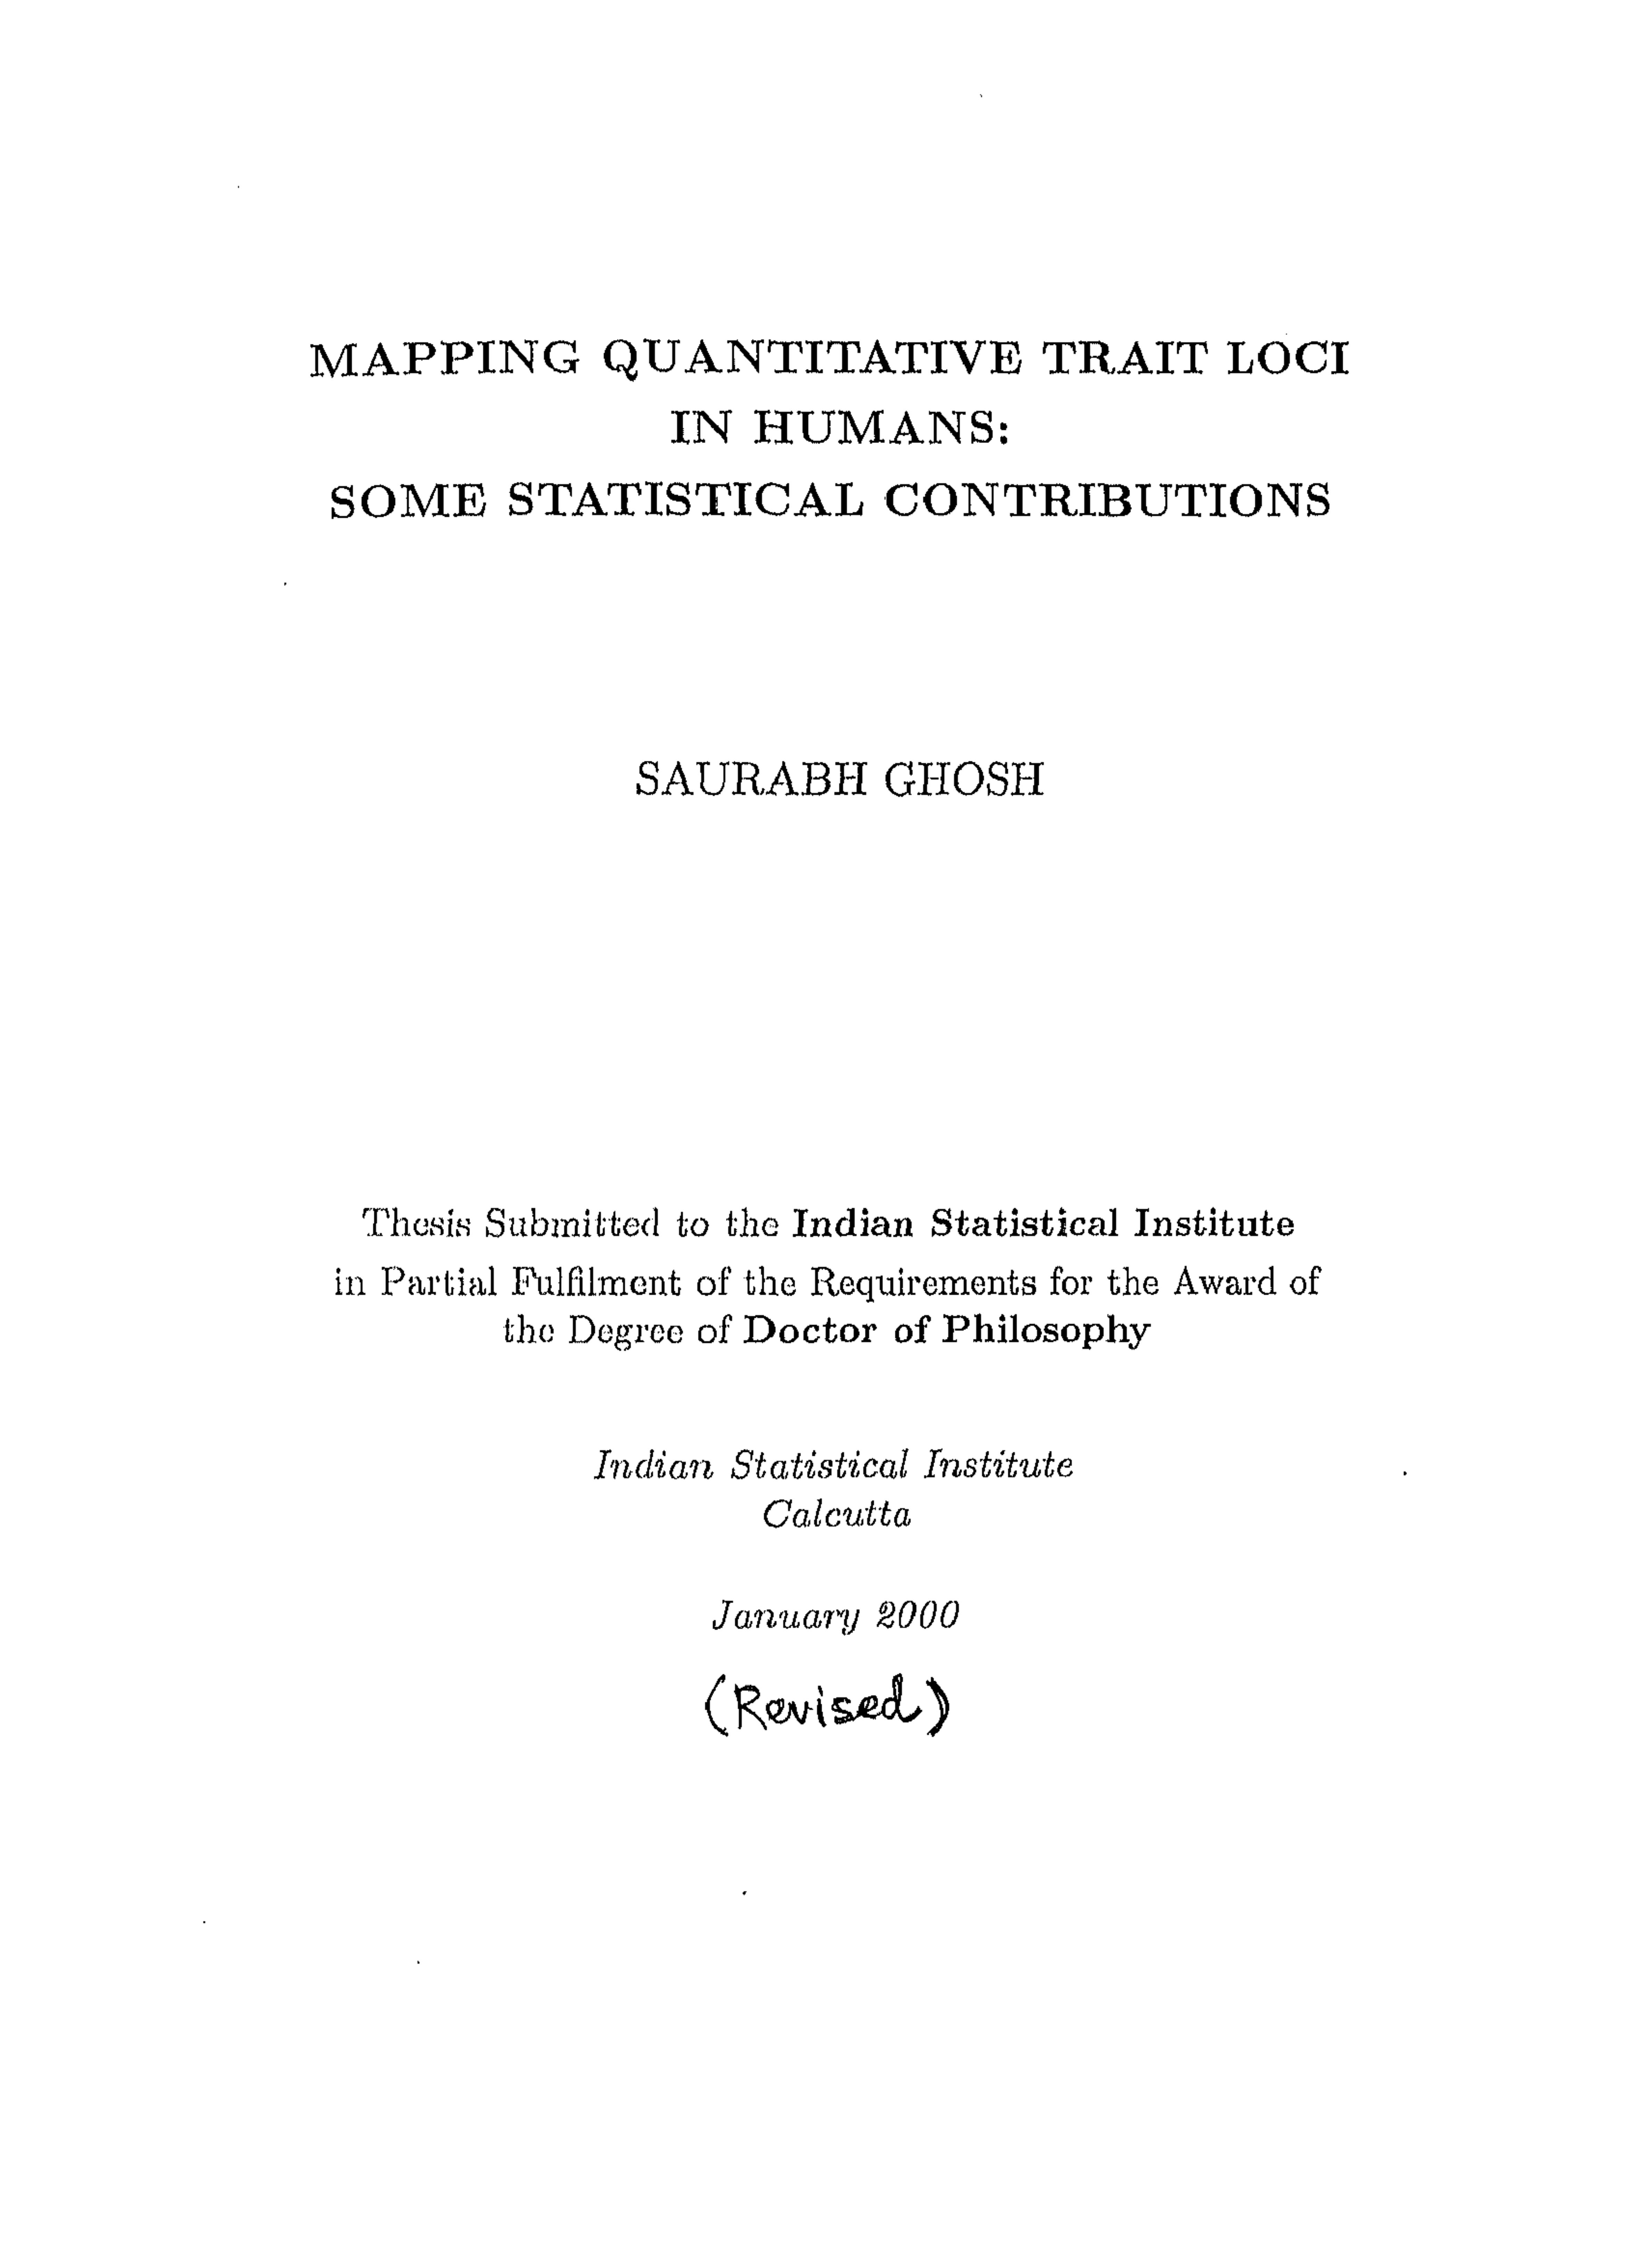 MAPPING QUANTITATIVE TRAIT LOCI
IN HUMANS:
SOME STATISTICAL CONTRIBUTIONS
SAURABH GHOSH
Thesis Submitted to the Indian Statistical Institute
in Partial Fulfilment of the Requirements for the Award of
the Degree of Doctor of Philosophy
Indian Statistical Institute
Calcutta
January 2000
(Revised)